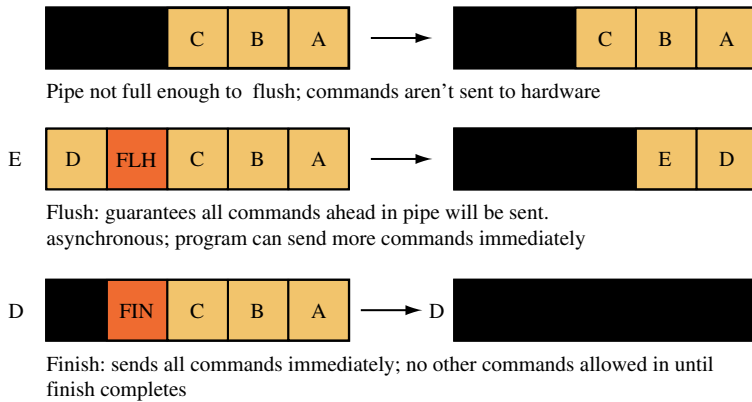 C B A C B A
Pipe not full enough to flush; commands aren't sent to hardware
E D FLH C B A E D
Flush: guarantees all commands ahead in pipe will be sent.
asynchronous; program can send more commands immediately
D FIN C B A D
Finish: sends all commands immediately; no other commands allowed in until
finish completes